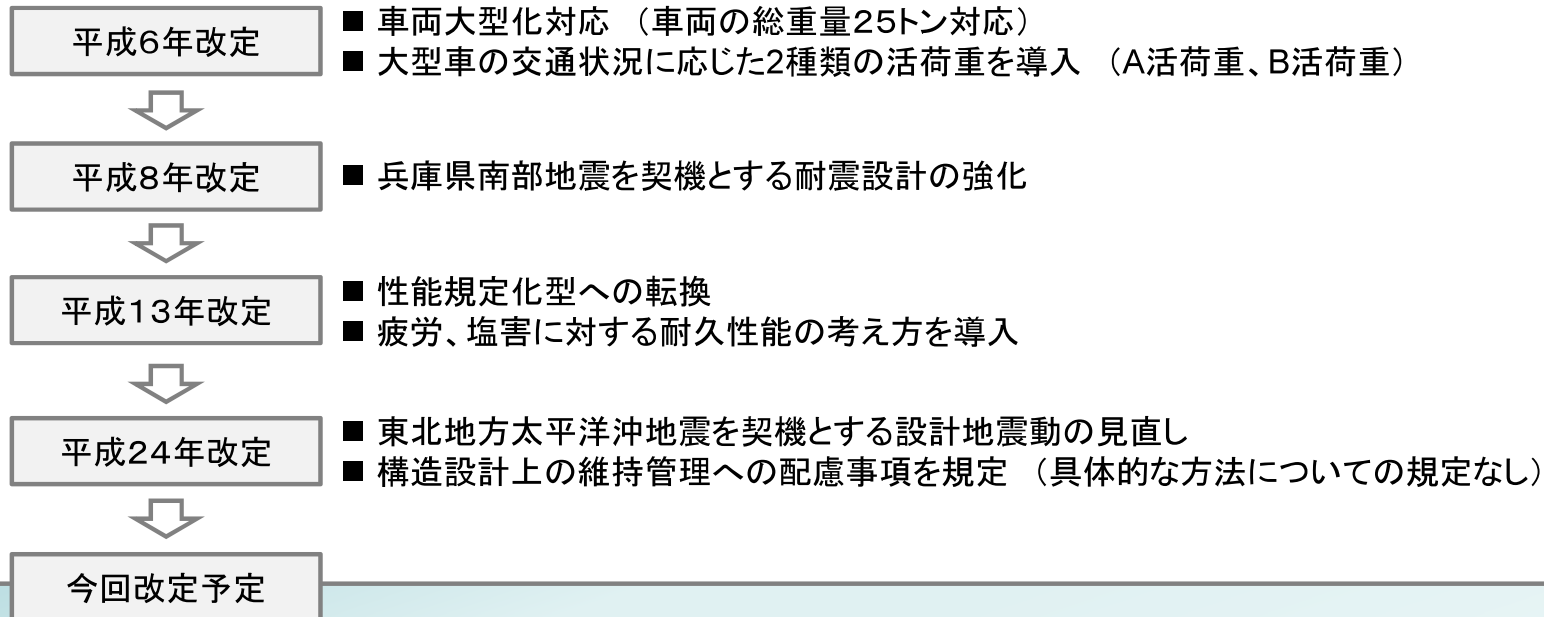 平成6年改定
■ 車両大型化対応 （車両の総重量25トン対応）
■ 大型車の交通状況に応じた2種類の活荷重を導入 （A活荷重、B活荷重）
平成8年改定
■ 兵庫県南部地震を契機とする耐震設計の強化
平成13年改定
■ 性能規定化型への転換
■ 疲労、塩害に対する耐久性能の考え方を導入
平成24年改定
■ 東北地方太平洋沖地震を契機とする設計地震動の見直し
■ 構造設計上の維持管理への配慮事項を規定 （具体的な方法についての規定なし）
今回改定予定